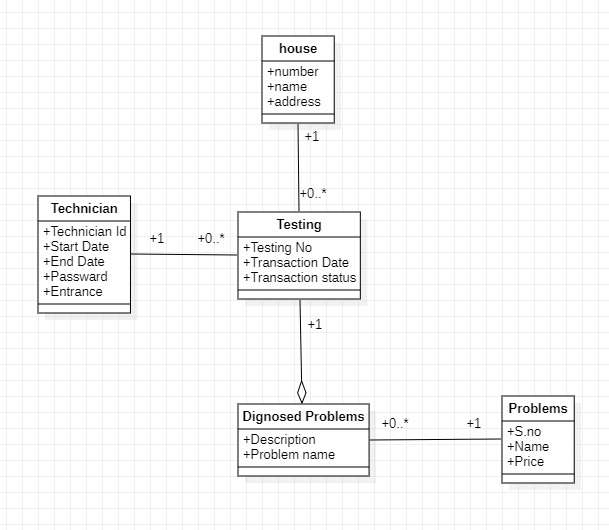 house
+number
+name
+address
+1
+0..*
Technician
+Technician Id
+Start Date
+End Date
+Passward
+Entrance
+1
+0..*
Testing
+Testing No
+Transaction Date
+Transaction status
+1
Dignosed Problems
+Description
+Problem name
+0..*
+1
Problems
+S.no
+Name
+Price